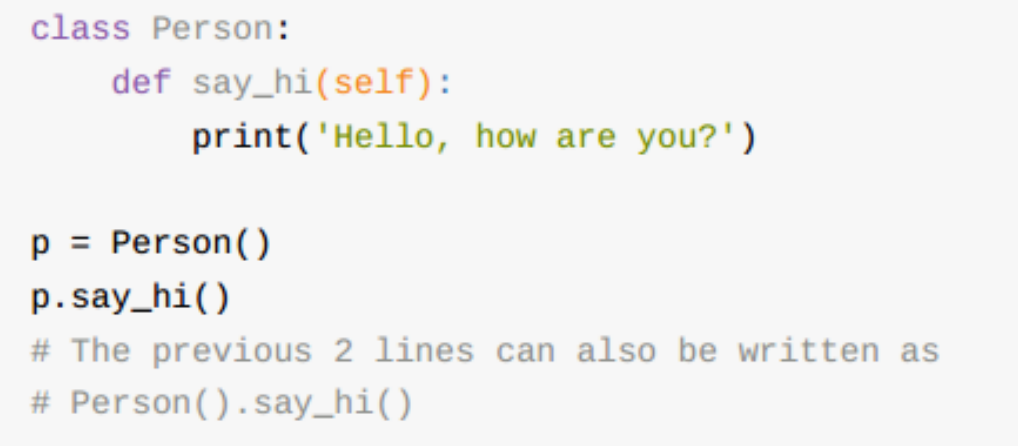 class Person:
    def say_hi(self):
        print('Hello, how are you?')

p = Person()
p.say_hi()
# The previous 2 lines can also be written as
# Person().say_hi()